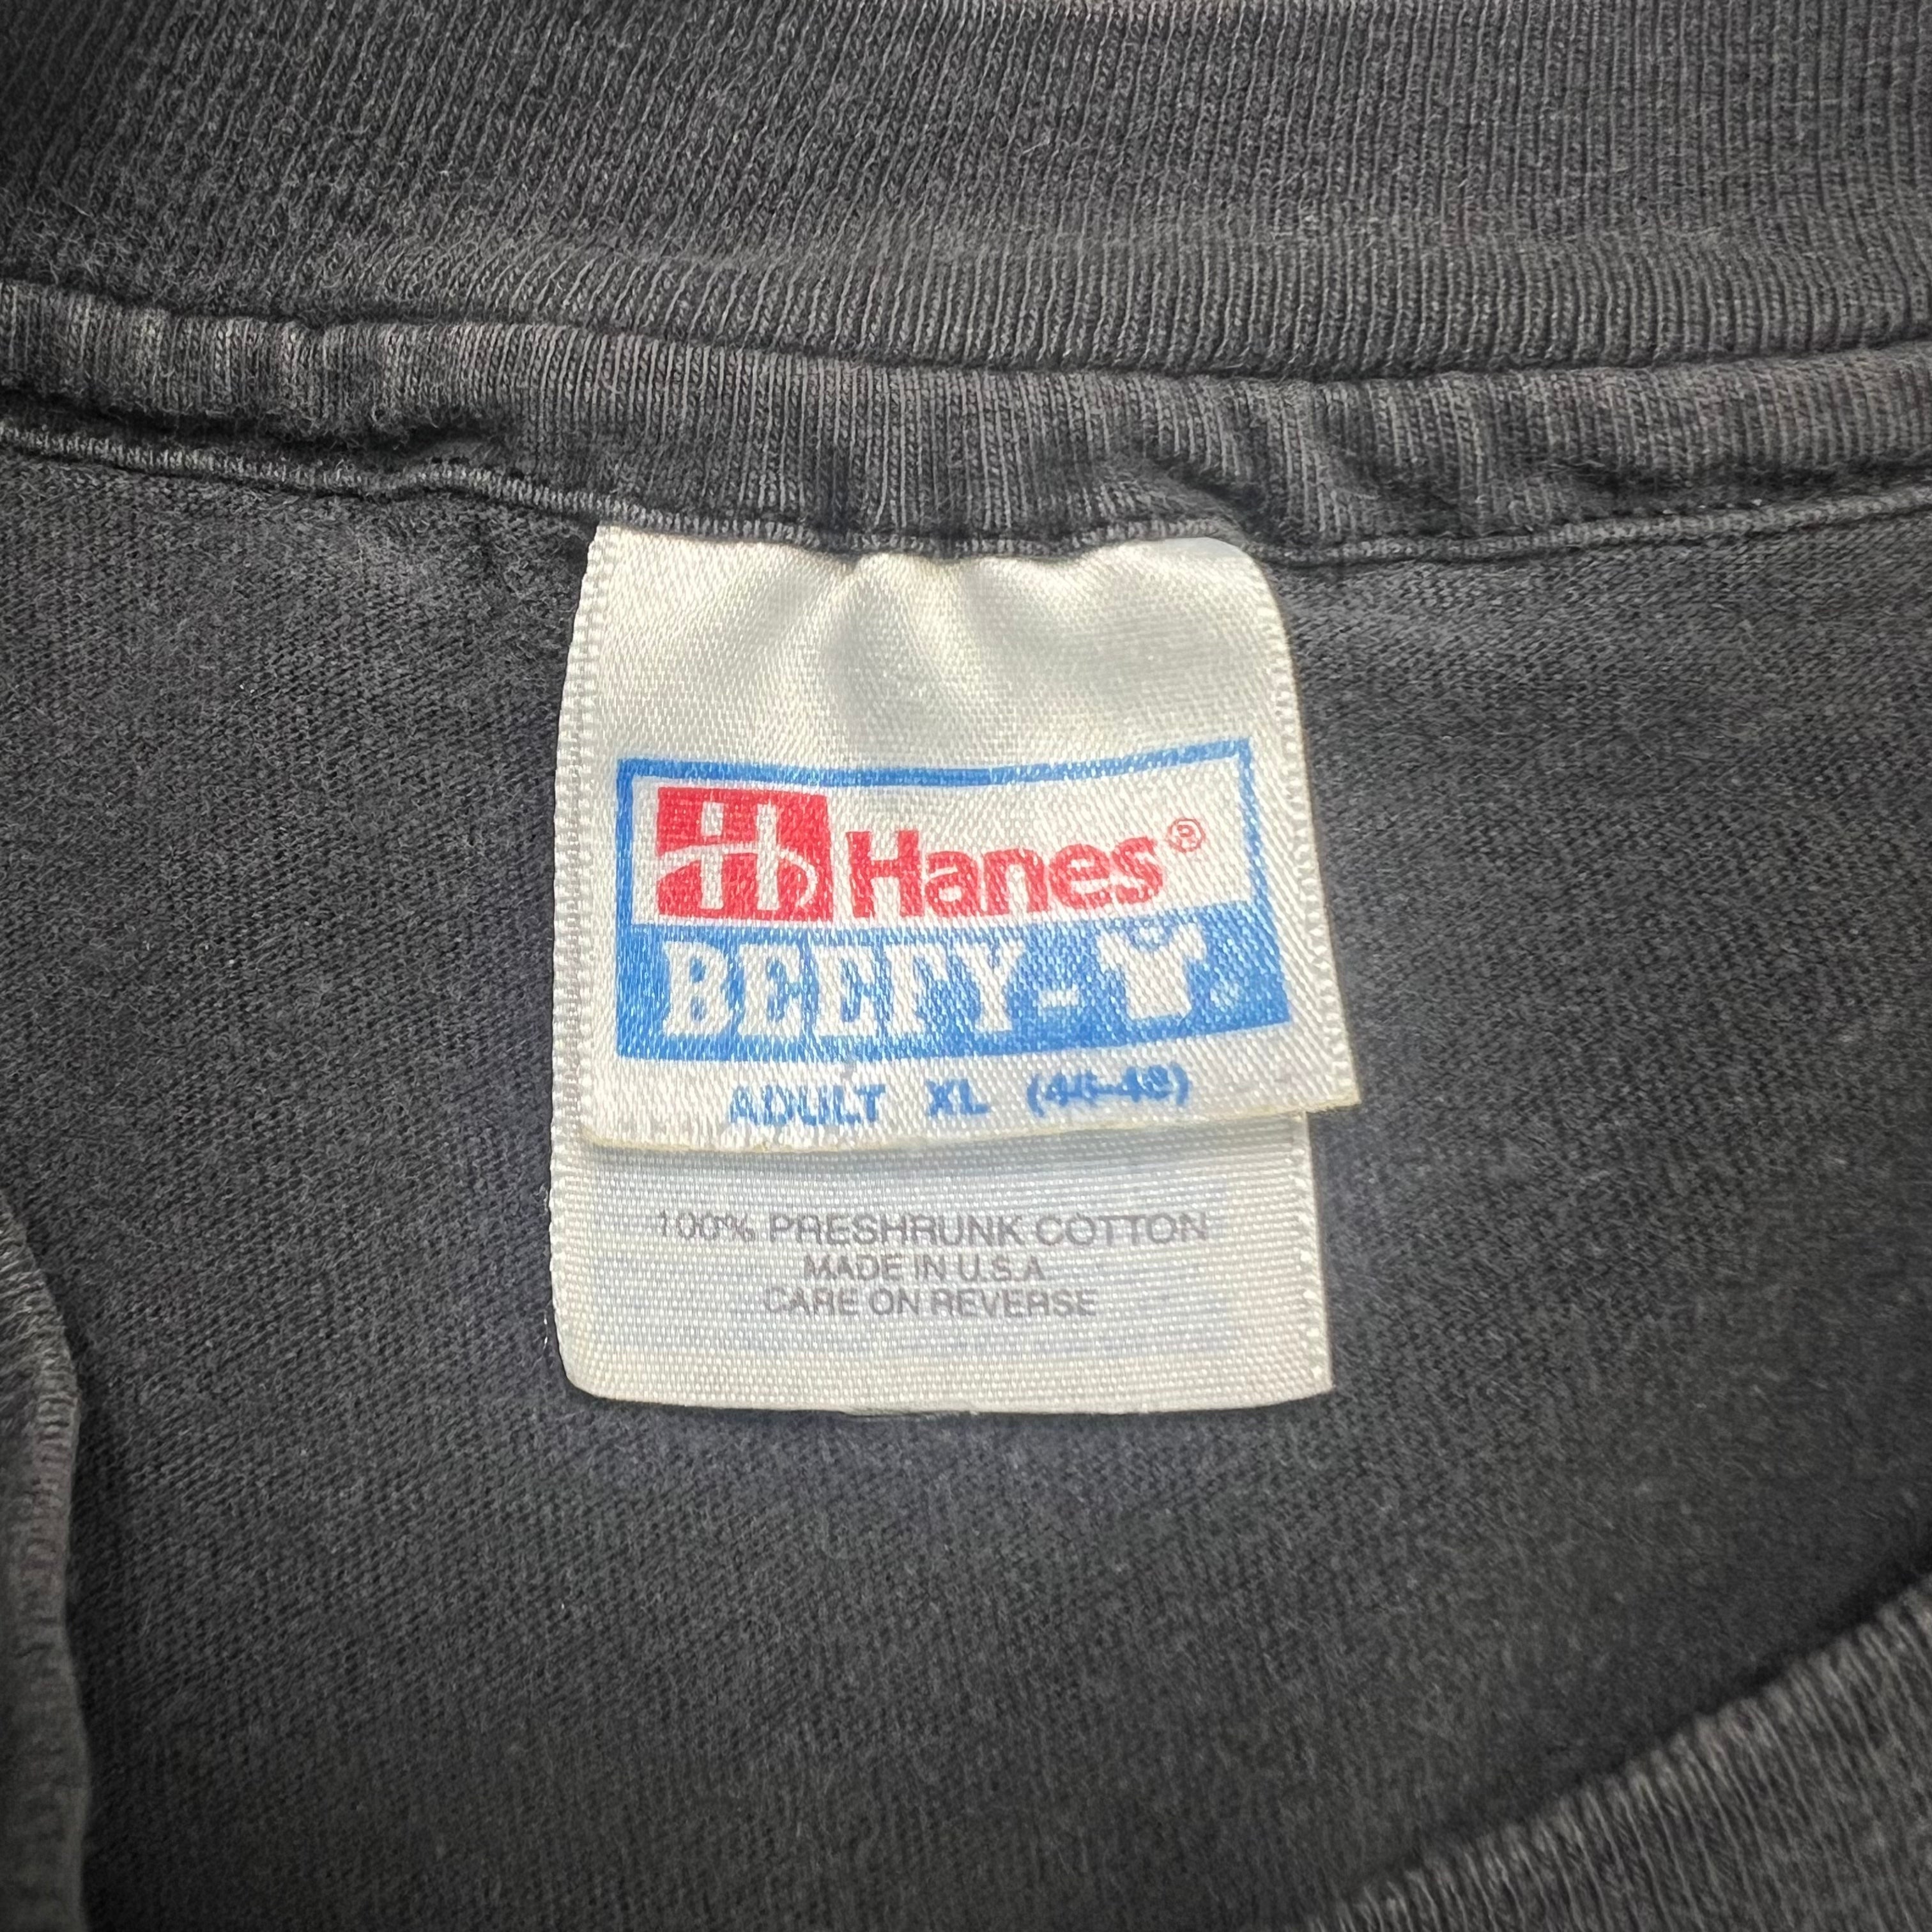 Hanes®
BEEFY-T®
ADULT XL (46-48)
100% PRESHRUNK COTTON
MADE IN U.S.A
CARE ON REVERSE